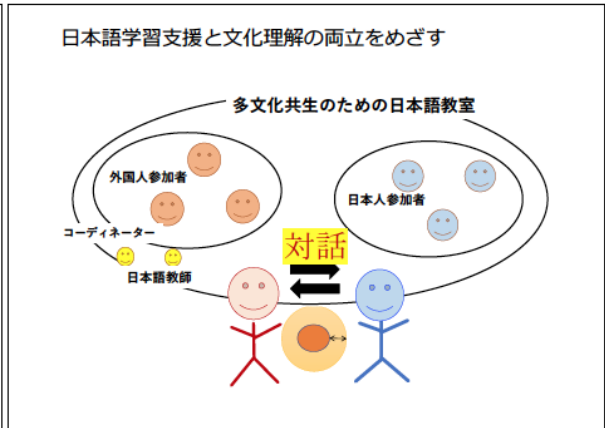 日本語学習支援と文化理解の両立をめざす
多文化共生のための日本語教室
外国人参加者
日本人参加者
コーディネーター
日本語教師
対話